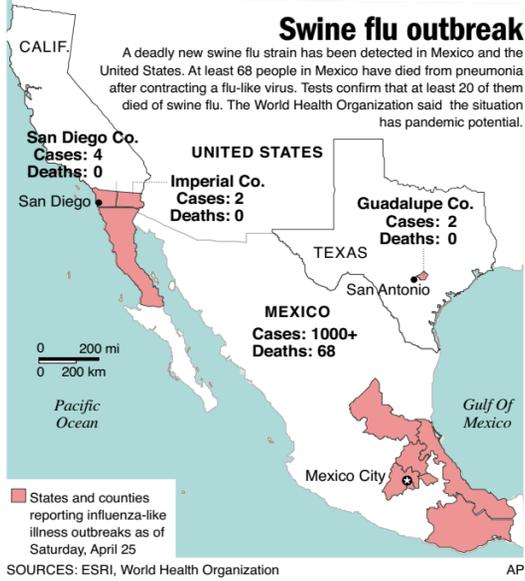 Swine flu outbreak
A deadly new swine flu strain has been detected in Mexico and the
United States. At least 68 people in Mexico have died from pneumonia
after contracting a flu-like virus. Tests confirm that at least 20 of them
died of swine flu. The World Health Organization said the situation
has pandemic potential.
CALIF.
San Diego Co.
Cases: 4
Deaths: 0
San Diego
UNITED STATES
Imperial Co.
Cases: 2
Deaths: 0
Guadalupe Co.
Cases: 2
Deaths: 0
TEXAS
San Antonio
MEXICO
Cases: 1000+
Deaths: 68
0 200 mi
0 200 km
Pacific
Ocean
Gulf Of
Mexico
Mexico City
States and counties
reporting influenza-like
illness outbreaks as of
Saturday, April 25
SOURCES: ESRI, World Health Organization
AP